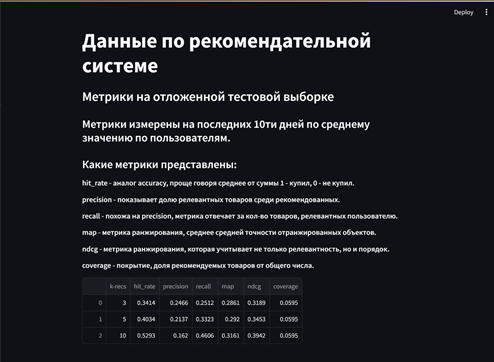 Deploy
Данные по рекомендательной
системе
Метрики на отложенной тестовой выборке
Метрики измерены на последних 10ти дней по среднему
значению по пользователям.
Какие метрики представлены:
hit_rate - аналог accuracy, проще говоря среднее от суммы 1 - купил, 0 - не купил.
precision - показывает долю релевантных товаров среди рекомендованных.
recall - похожа на precision, метрика отвечает за кол-во товаров, релевантных пользователю.
map - метрика ранжирования, среднее средней точности отранжированных объектов.
ndcg - метрика ранжирования, которая учитывает не только релевантность, но и порядок.
coverage - покрытие, доля рекомендуемых товаров от общего числа.
k-recs hit_rate precision recall map ndcg coverage
0 3 0.3414 0.2466 0.2512 0.2861 0.3189 0.0595
1 5 0.4034 0.2137 0.3323 0.292 0.3453 0.0595
2 10 0.5293 0.162 0.4606 0.3161 0.3942 0.0595